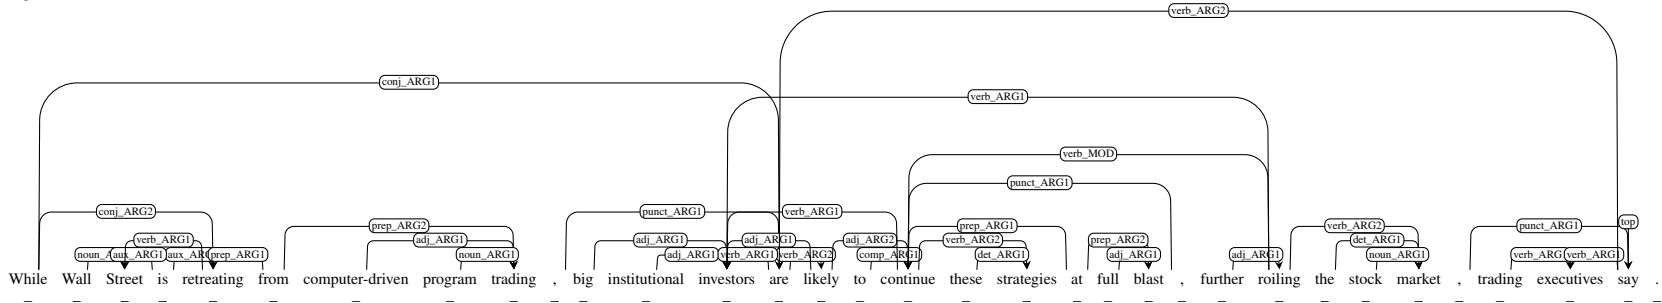 verb_ARG2
conj_ARG1
verb_ARG1
verb_MOD
punct_ARG1
conj_ARG2 punct_ARG1 verb_ARG1
prep_ARG2 prep_ARG1 verb_ARG2 punct_ARG1 top
verb_ARG1 adj_ARG1 adj_ARG1 adj_ARG1 adj_ARG2 verb_ARG2 prep_ARG2 det_ARG1
aux_ARG1 prep_ARG1 noun_ARG1 adj_ARG1 verb_ARG1 verb_ARG2 comp_ARG1 det_ARG1 adj_ARG1 adj_ARG1 noun_ARG1 verb_ARG1
While Wall Street is retreating from computer-driven program trading , big institutional investors are likely to continue these strategies at full blast , further roiling the stock market , trading executives say .